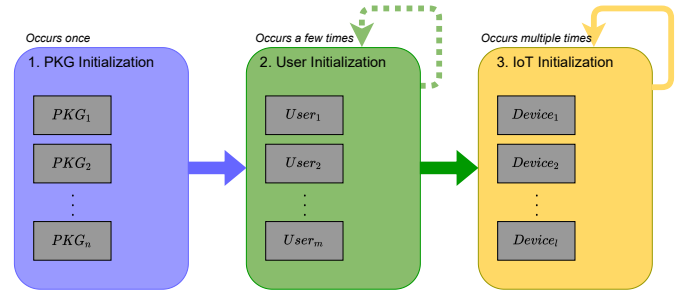 Occurs once
1. PKG Initialization
PKG₁
PKG₂
⋮
PKGₙ
Occurs a few times
2. User Initialization
User₁
User₂
⋮
Userₘ
Occurs multiple times
3. IoT Initialization
Device₁
Device₂
⋮
Deviceₗ